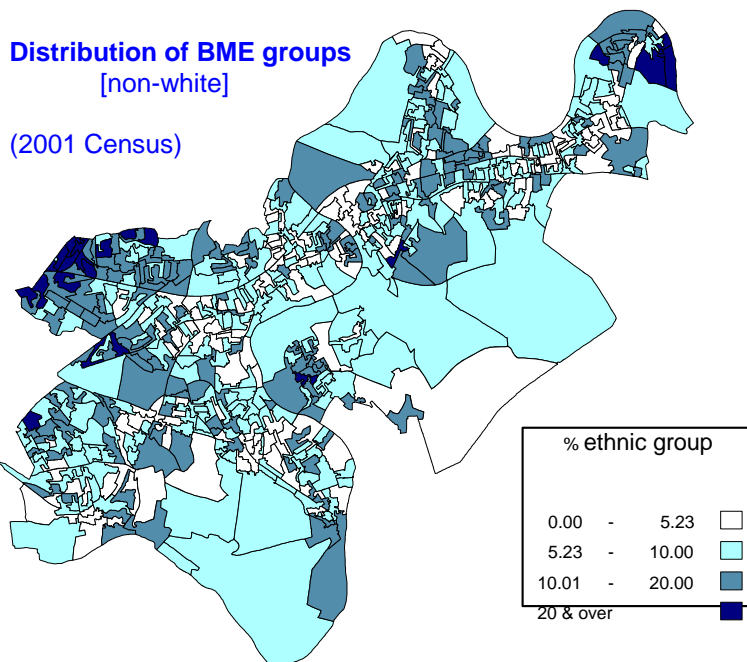 Distribution of BME groups
[non-white]
(2001 Census)
% ethnic group
0.00 - 5.23
5.23 - 10.00
10.01 - 20.00
20 & over